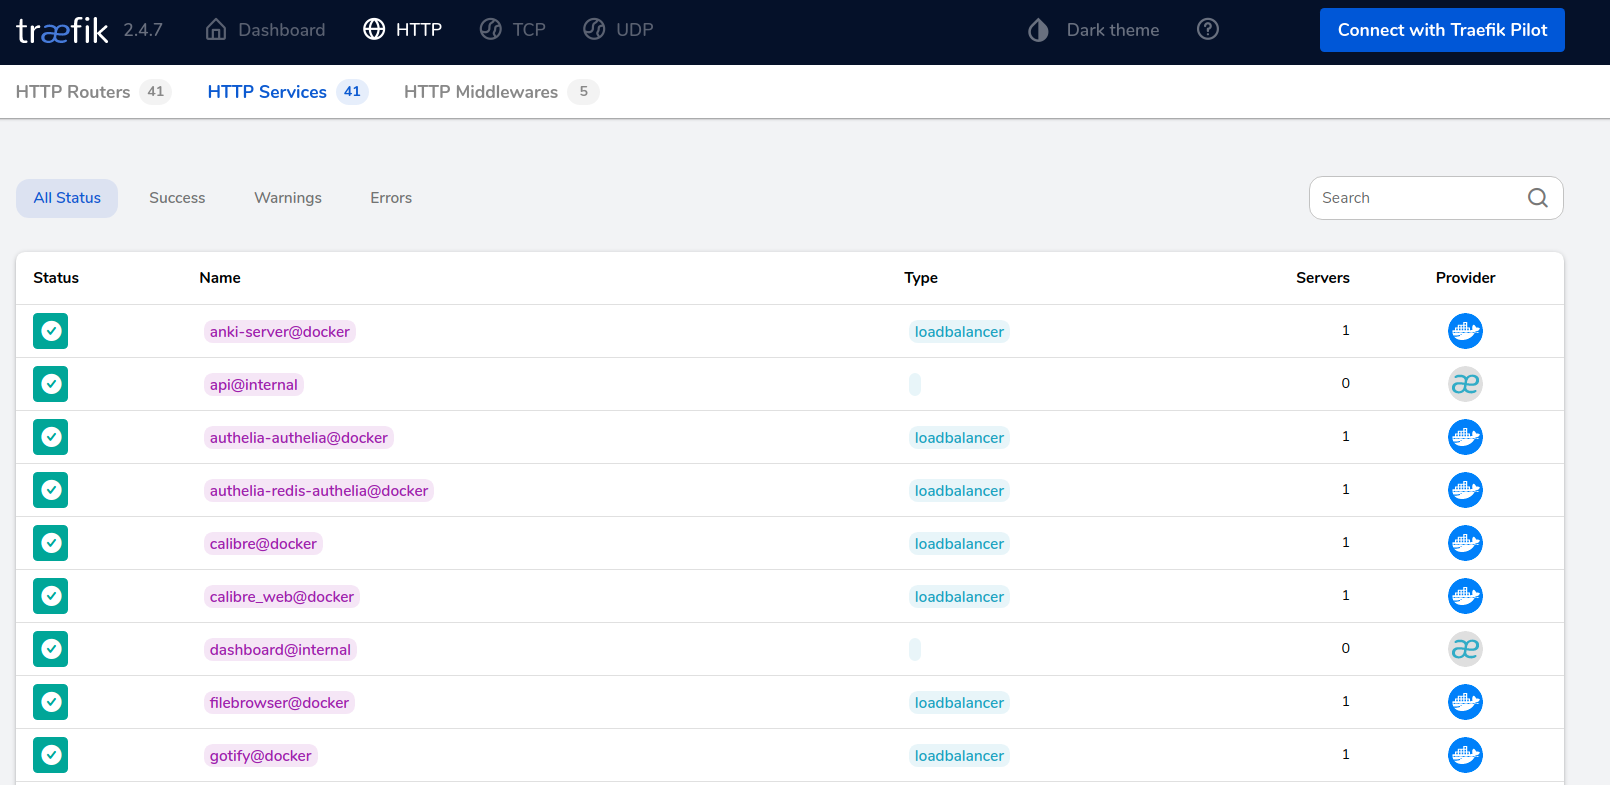 træfik 2.4.7 Dashboard HTTP TCP UDP Dark theme Connect with Traefik Pilot
HTTP Routers 41 HTTP Services 41 HTTP Middlewares 5
All Status Success Warnings Errors Search
Status Name Type Servers Provider
anki-server@docker loadbalancer 1
api@internal 0 æ
authelia-authelia@docker loadbalancer 1
authelia-redis-authelia@docker loadbalancer 1
calibre@docker loadbalancer 1
calibre_web@docker loadbalancer 1
dashboard@internal 0 æ
filebrowser@docker loadbalancer 1
gotify@docker loadbalancer 1